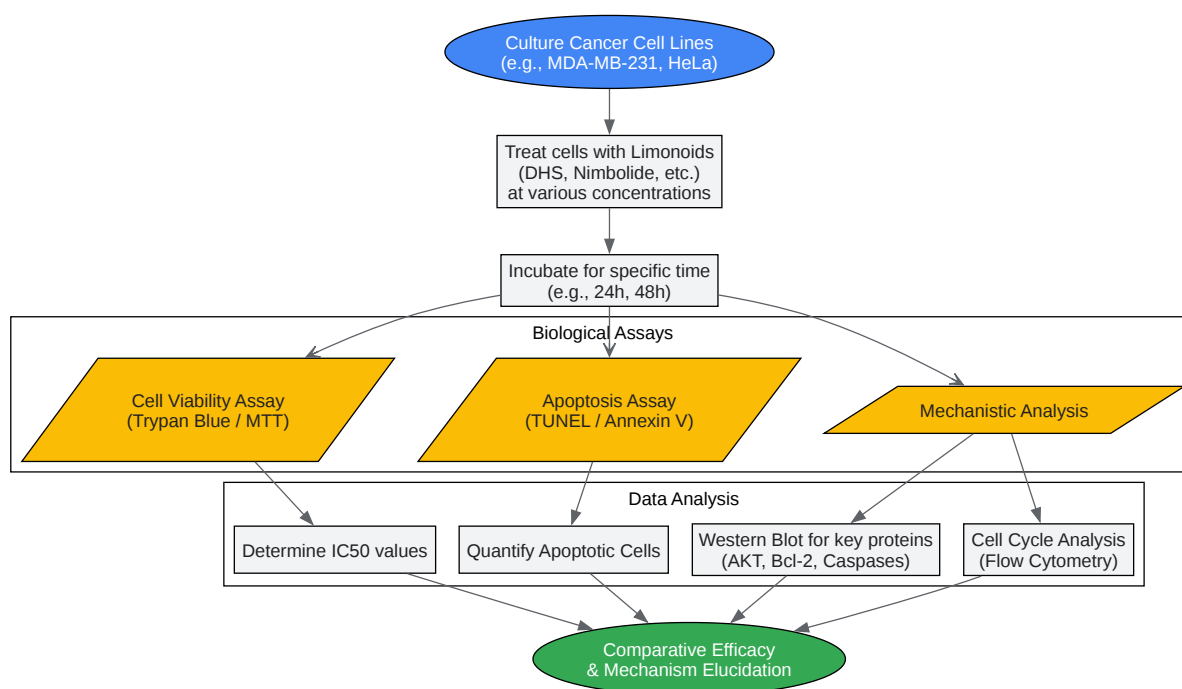 Culture Cancer Cell Lines
(e.g., MDA-MB-231, HeLa)
Treat cells with Limonoids
(DHS, Nimbolide, etc.)
at various concentrations
Incubate for specific time
(e.g., 24h, 48h)
Biological Assays
Cell Viability Assay
(Trypan Blue / MTT)
Apoptosis Assay
(TUNEL / Annexin V)
Mechanistic Analysis
Data Analysis
Determine IC50 values
Quantify Apoptotic Cells
Western Blot for key proteins
(AKT, Bcl-2, Caspases)
Cell Cycle Analysis
(Flow Cytometry)
Comparative Efficacy
& Mechanism Elucidation